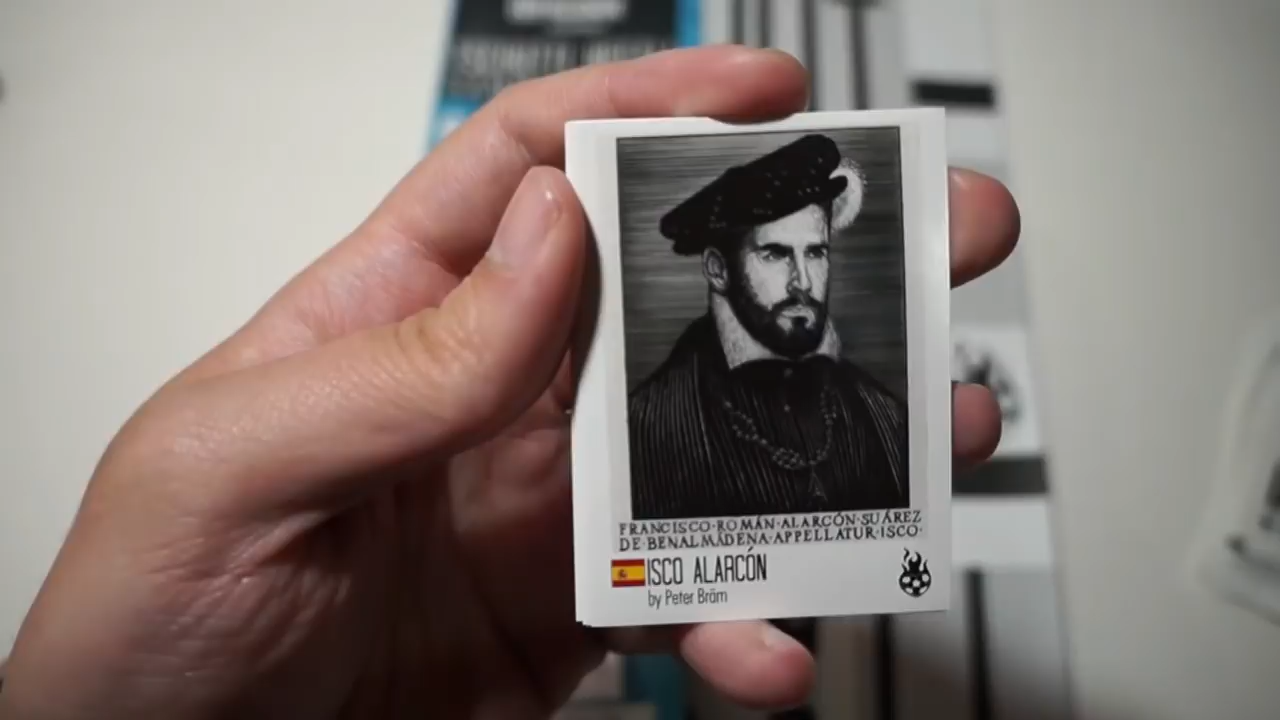 FRANCISCO·ROMÁN·ALARCÓN·SUÁREZ
DE·BENALMÁDENA·APPELLATUR·ISCO·
ISCO ALARCÓN
by Peter Bräm